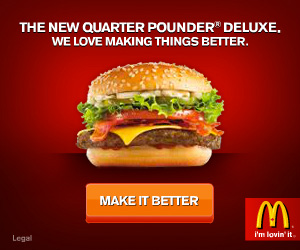 THE NEW QUARTER POUNDER® DELUXE.
WE LOVE MAKING THINGS BETTER.
MAKE IT BETTER
Legal
i'm lovin' it